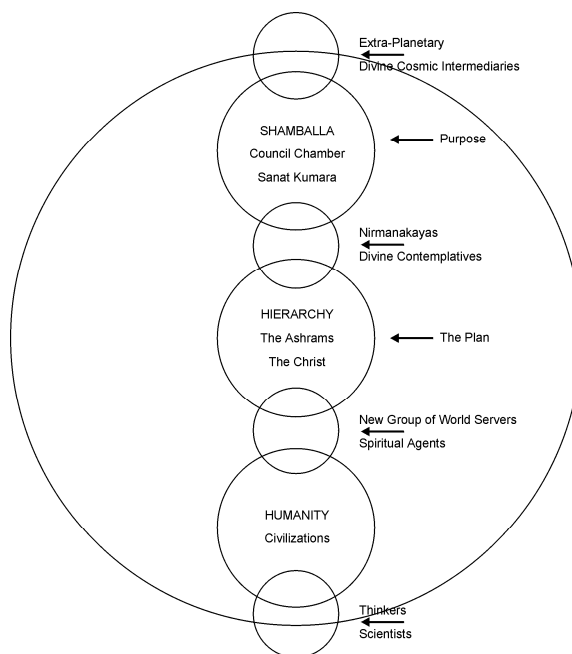 Extra-Planetary
Divine Cosmic Intermediaries
SHAMBALLA
Council Chamber
Sanat Kumara
Purpose
Nirmanakayas
Divine Contemplatives
HIERARCHY
The Ashrams
The Christ
The Plan
New Group of World Servers
Spiritual Agents
HUMANITY
Civilizations
Thinkers
Scientists